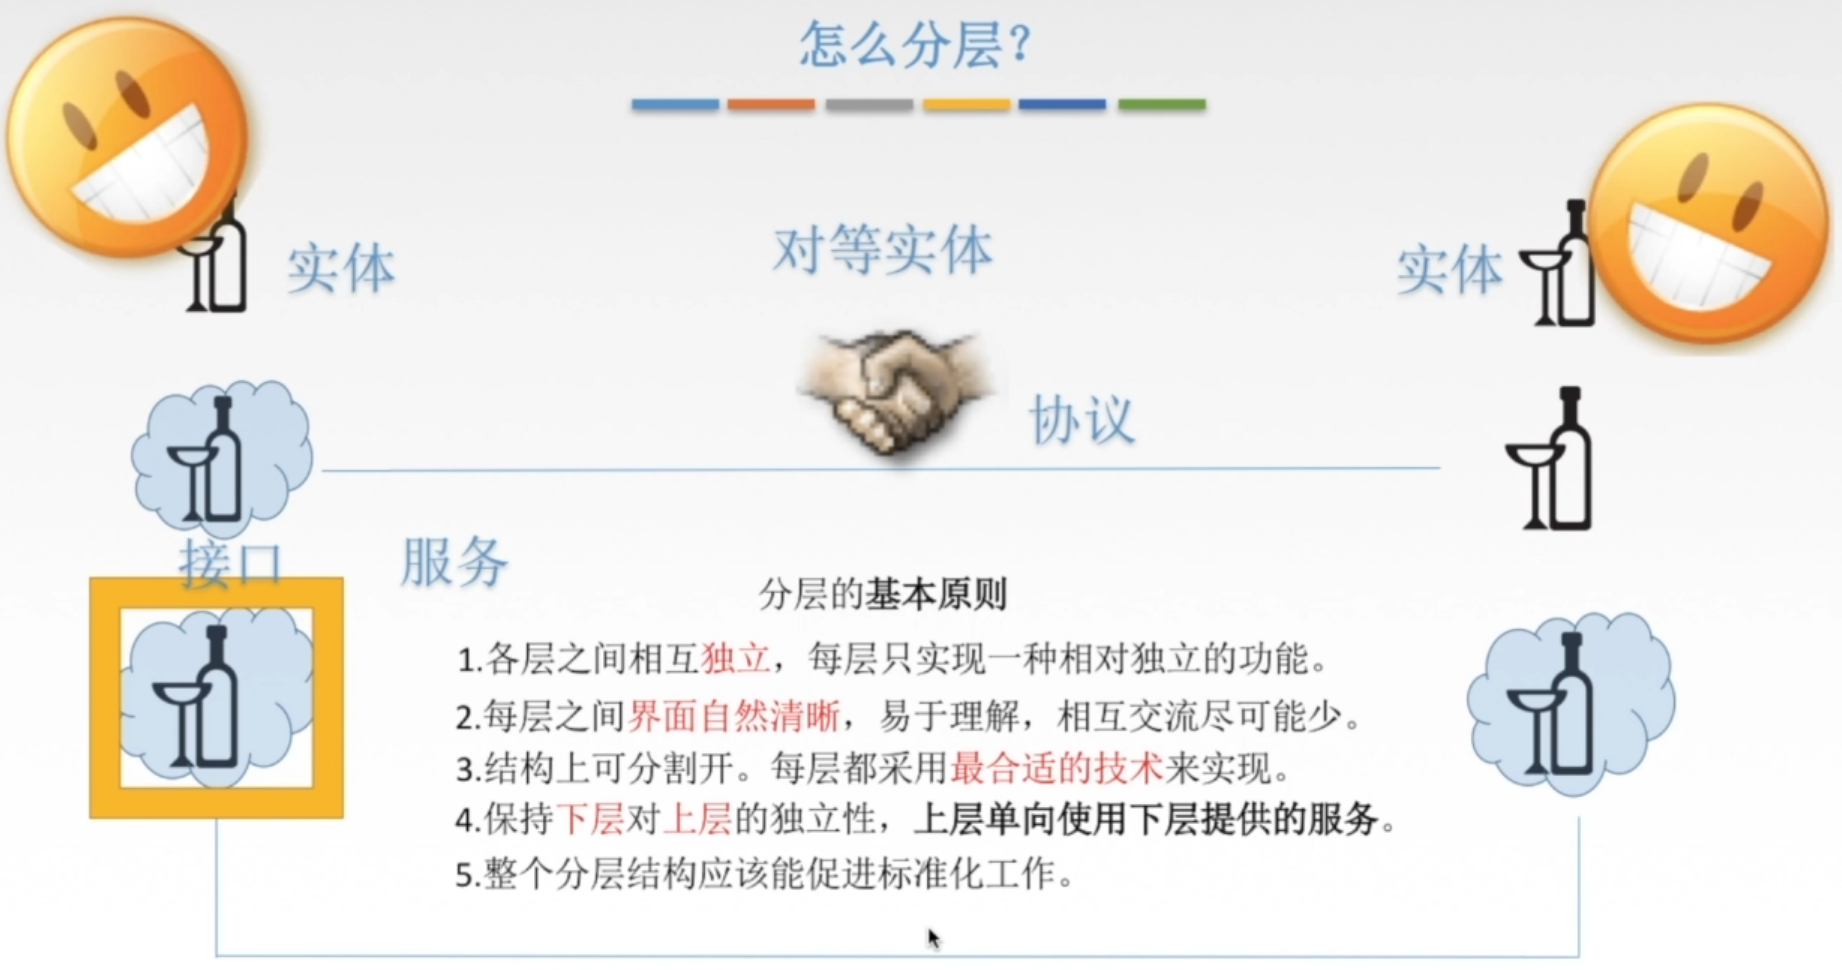 怎么分层？
实体
对等实体
实体
协议
接口
服务
分层的基本原则
1.各层之间相互独立，每层只实现一种相对独立的功能。
2.每层之间界面自然清晰，易于理解，相互交流尽可能少。
3.结构上可分割开。每层都采用最合适的技术来实现。
4.保持下层对上层的独立性，上层单向使用下层提供的服务。
5.整个分层结构应该能促进标准化工作。